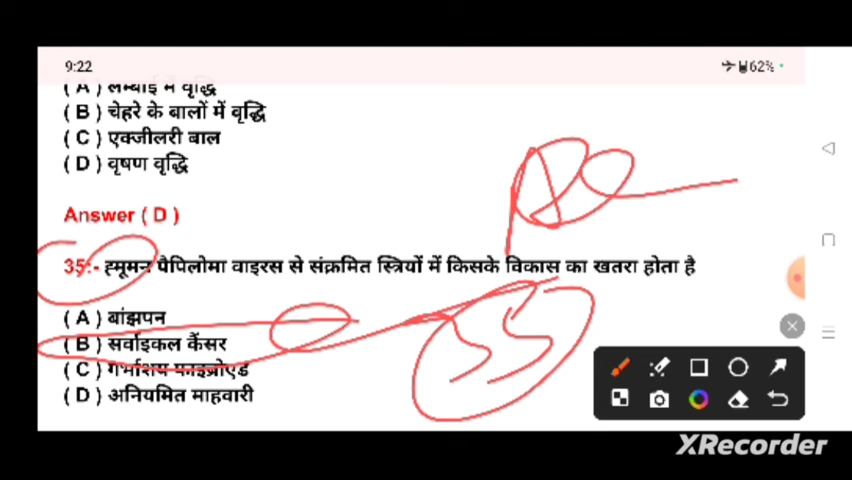 9:22
62%
( A ) लम्बाई में वृद्धि
( B ) चेहरे के बालों में वृद्धि
( C ) एक्जीलरी बाल
( D ) वृषण वृद्धि
Answer ( D )
35:- ह्मूमन पैपिलोमा वाइरस से संक्रमित स्त्रियों में किसके विकास का खतरा होता है
( A ) बांझपन
( B ) सर्वाइकल कैंसर
( C ) गर्भाशय फाइब्रोएड
( D ) अनियमित माहवारी
XRecorder